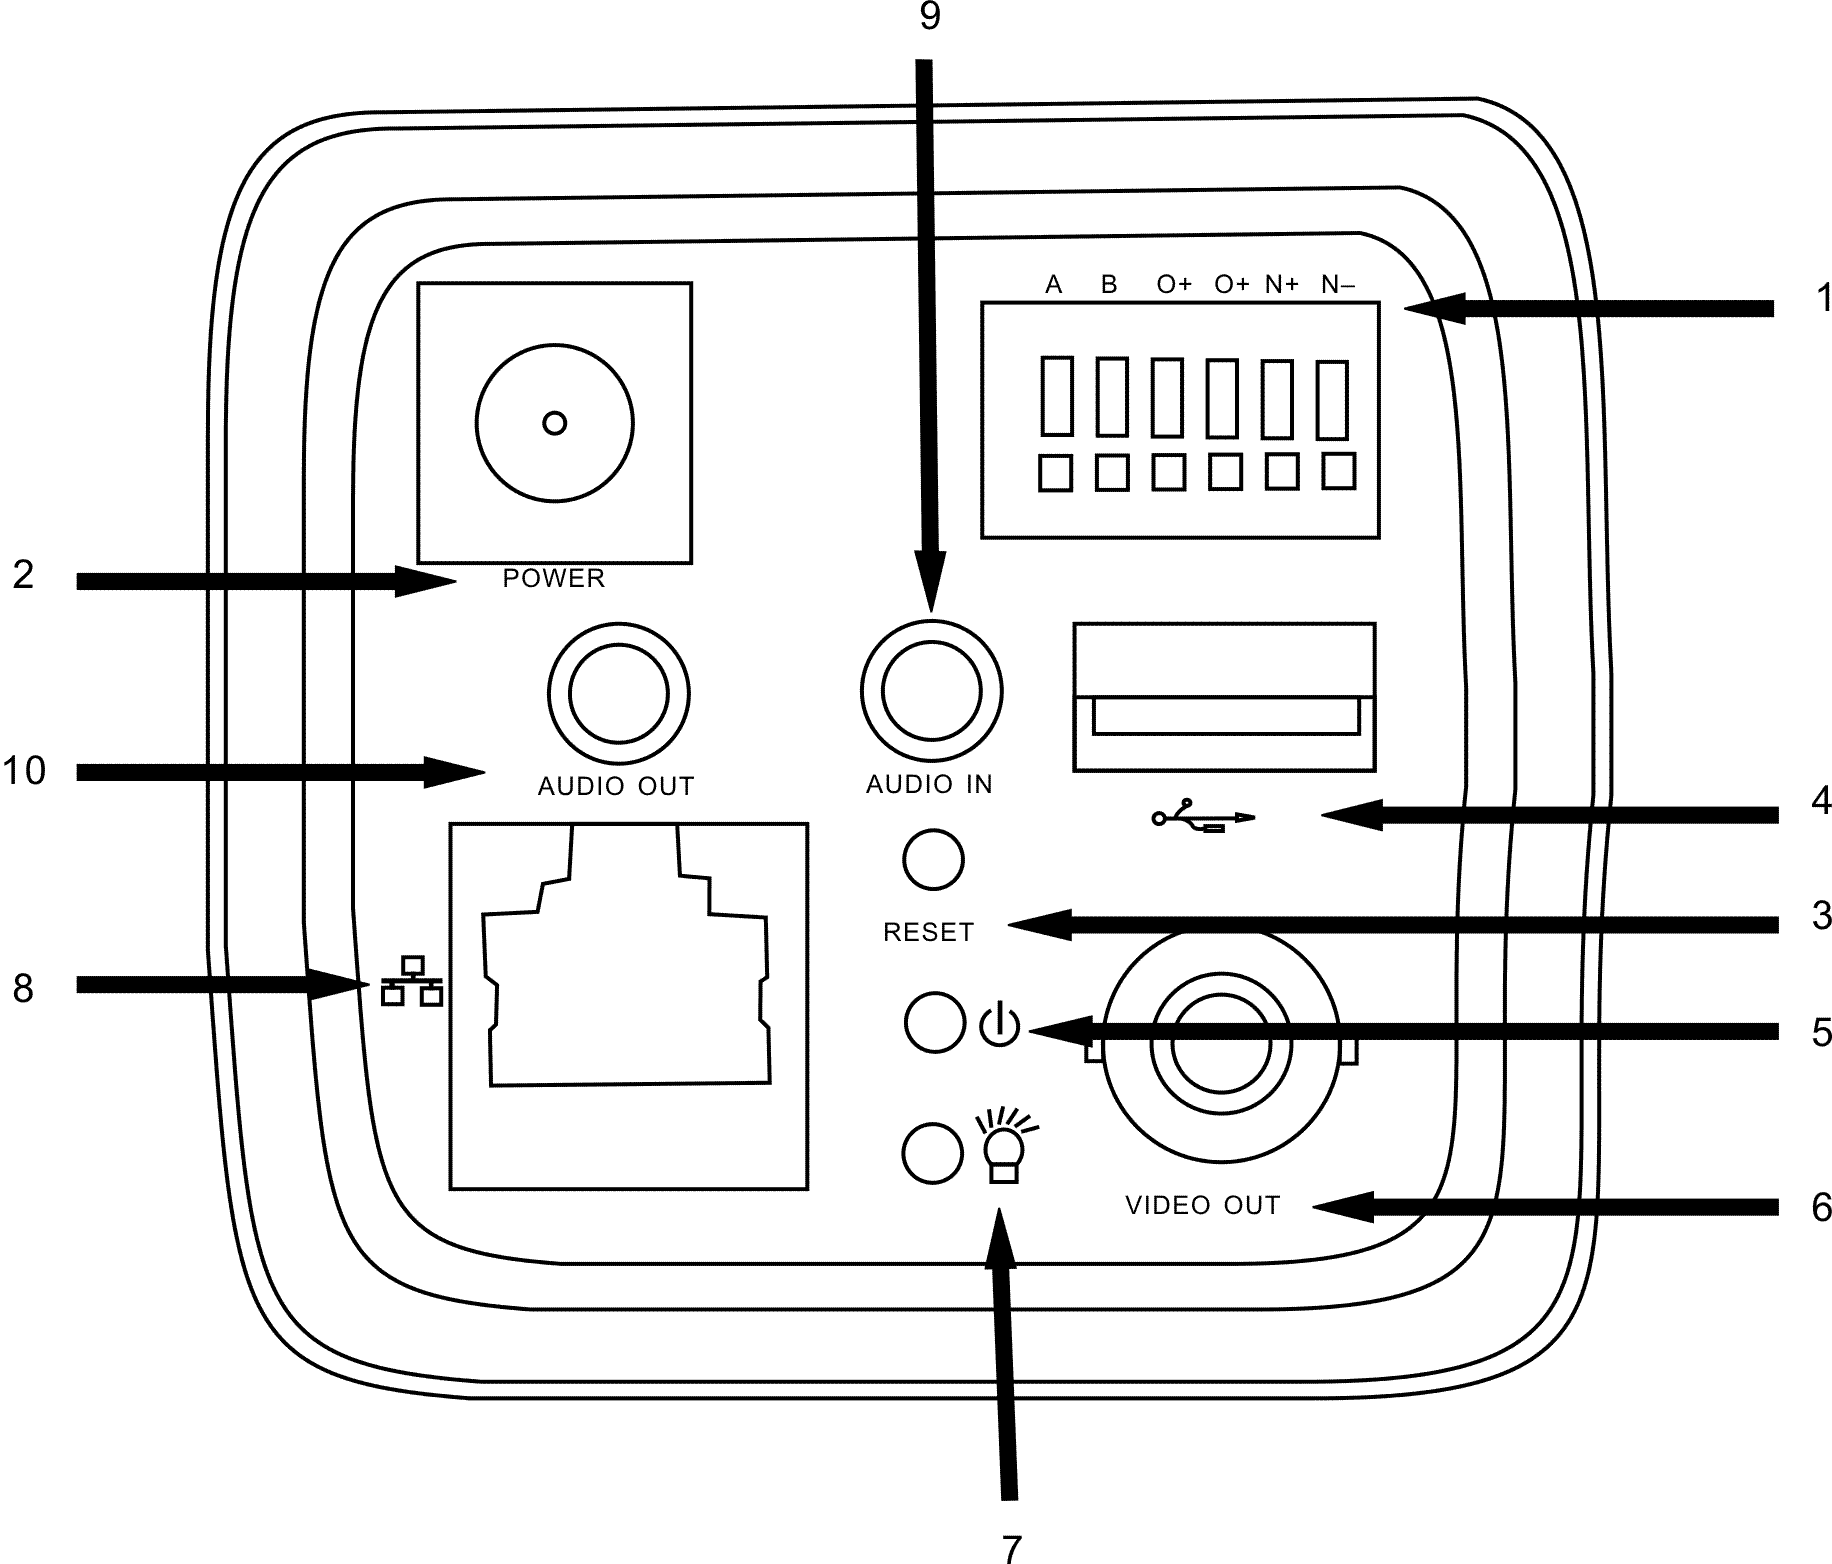 9
A B O+ O+ N+ N–
1
2
POWER
10
AUDIO OUT
AUDIO IN
4
3
RESET
8
5
VIDEO OUT
6
7